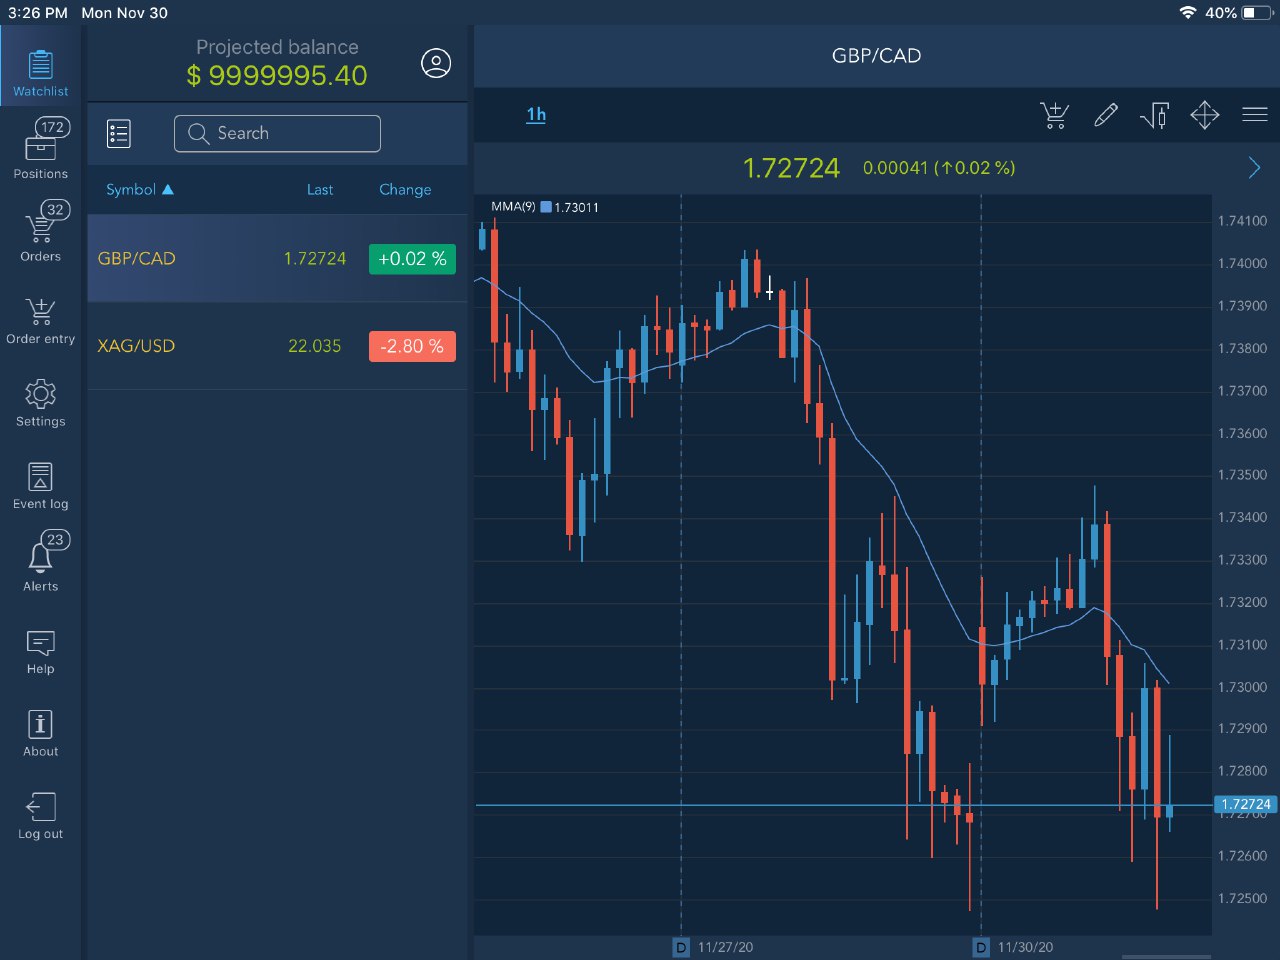 3:26 PM Mon Nov 30
40%
Watchlist
172
Positions
32
Orders
Order entry
Settings
Event log
23
Alerts
Help
About
Log out
Projected balance
$ 9999995.40
Search
Symbol ▲ Last Change
GBP/CAD 1.72724 +0.02 %
XAG/USD 22.035 -2.80 %
GBP/CAD
1h
1.72724 0.00041 (↑0.02 %)
MMA(9) 1.73011
1.74100
1.74000
1.73900
1.73800
1.73700
1.73600
1.73500
1.73400
1.73300
1.73200
1.73100
1.73000
1.72900
1.72800
1.72724
1.72700
1.72600
1.72500
D 11/27/20 D 11/30/20